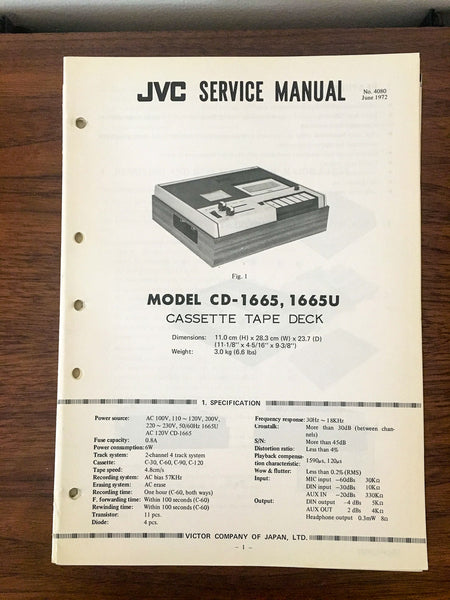 JVC SERVICE MANUAL
No. 4080
June 1972
Fig. 1
MODEL CD-1665, 1665U
CASSETTE TAPE DECK
Dimensions: 11.0 cm (H) x 28.3 cm (W) x 23.7 (D)
(11-1/8" x 4-5/16" x 9-3/8")
Weight: 3.0 kg (6.6 lbs)
1. SPECIFICATION
Power source: AC 100V, 110 ~ 120V, 200V,
220 ~ 230V, 50/60Hz 1665U
AC 120V CD-1665
Fuse capacity: 0.8A
Power consumption: 6W
Track system: 2-channel 4 track system
Cassette: C-30, C-60, C-90, C-120
Tape speed: 4.8cm/s
Recording system: AC bias 57KHz
Erasing system: AC erase
Recording time: One hour (C-60, both ways)
F. forwarding time: Within 100 seconds (C-60)
Rewinding time: Within 100 seconds (C-60)
Transistor: 11 pcs.
Diode: 4 pcs.
Frequency response: 30Hz ~ 18KHz
Crosstalk: More than 30dB (between chan-
nels)
S/N: More than 45dB
Distortion ratio: Less than 4%
Playback compensa-
tion characteristic: 1590μs, 120μs
Wow & flutter: Less than 0.2% (RMS)
Input: MIC input −60dBs 30KΩ
DIN input −40dBs 10KΩ
AUX IN −20dBs 330KΩ
Output: DIN output −4 dBs 5KΩ
AUX OUT 2 dBs 4KΩ
Headphone output 0.3mW 8Ω
VICTOR COMPANY OF JAPAN, LTD.
– 1 –